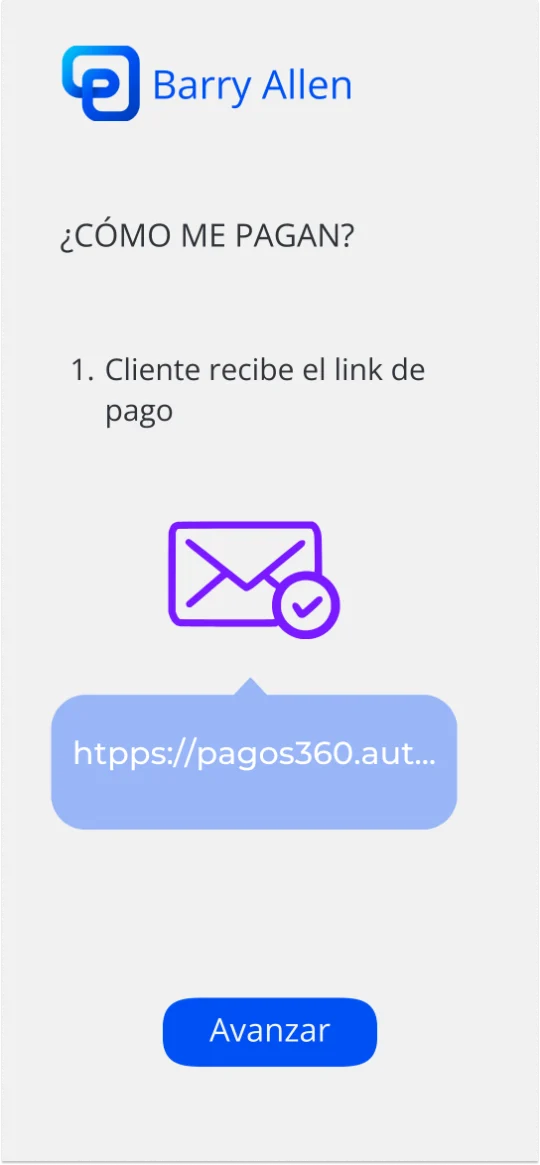 Barry Allen
¿CÓMO ME PAGAN?
1. Cliente recibe el link de
pago
htpps://pagos360.aut...
Avanzar